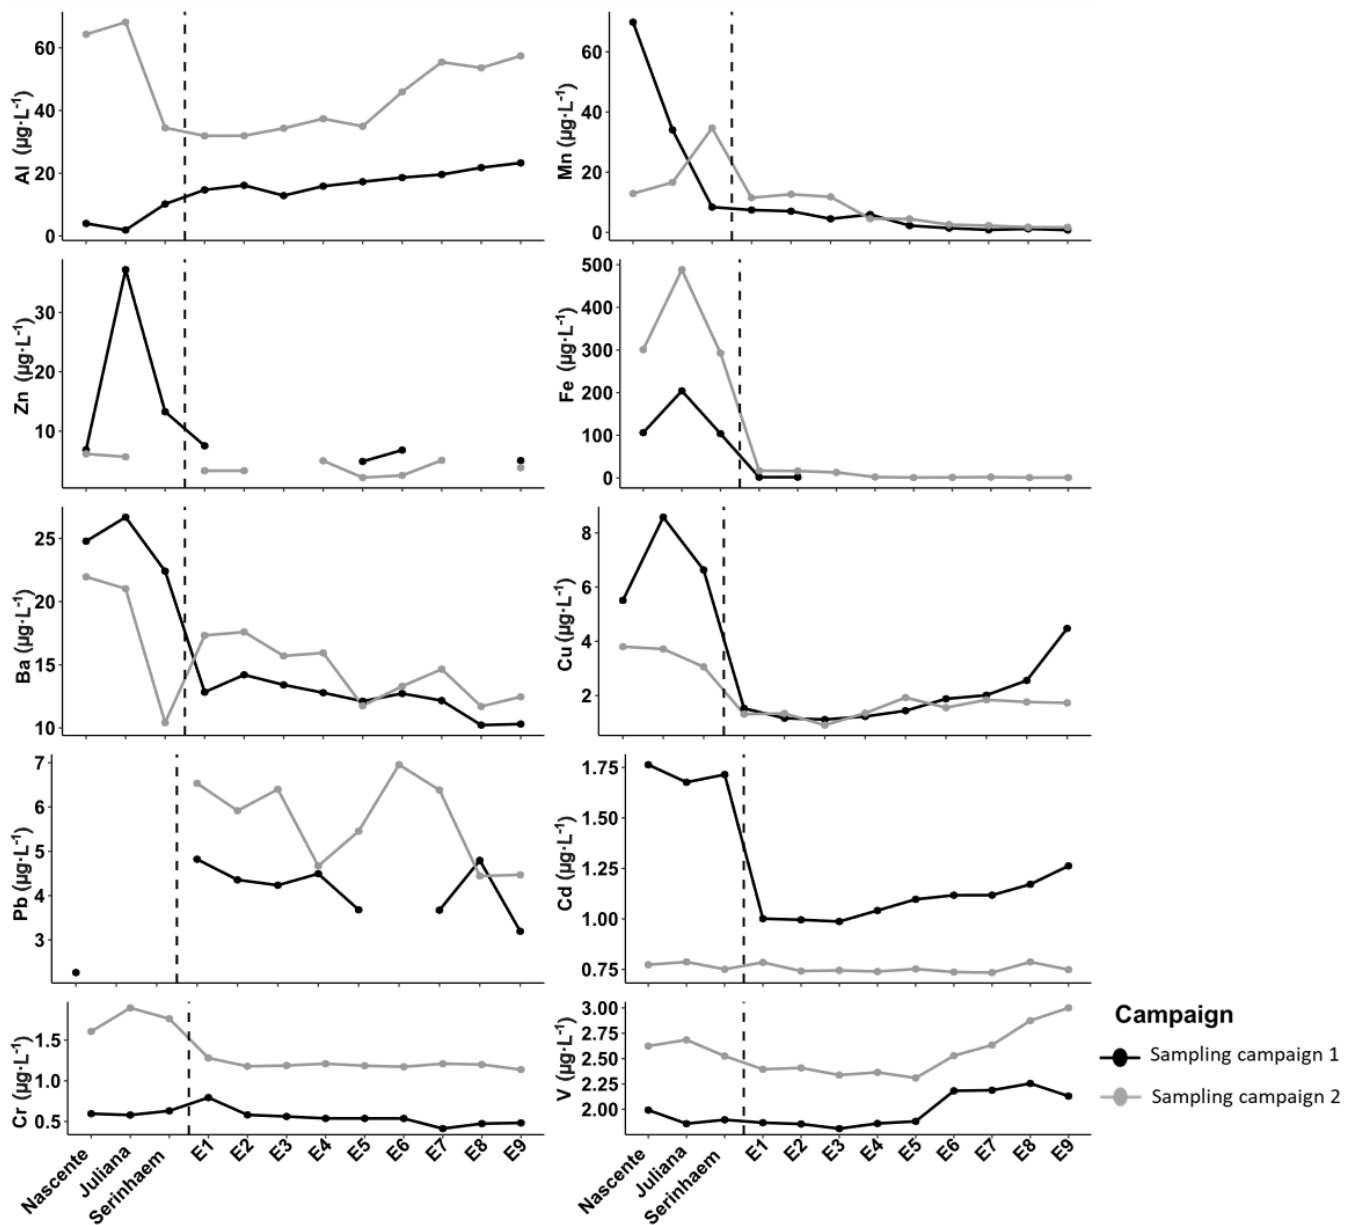 Al (µg·L⁻¹)
60
40
20
0
Mn (µg·L⁻¹)
60
40
20
0
Zn (µg·L⁻¹)
30
20
10
Fe (µg·L⁻¹)
500
400
300
200
100
0
Ba (µg·L⁻¹)
25
20
15
10
Cu (µg·L⁻¹)
8
6
4
2
Pb (µg·L⁻¹)
7
6
5
4
3
Cd (µg·L⁻¹)
1.75
1.50
1.25
1.00
0.75
Cr (µg·L⁻¹)
1.5
1.0
0.5
V (µg·L⁻¹)
3.00
2.75
2.50
2.25
2.00
Nascente Juliana Serinhaem E1 E2 E3 E4 E5 E6 E7 E8 E9
Nascente Juliana Serinhaem E1 E2 E3 E4 E5 E6 E7 E8 E9
Campaign
Sampling campaign 1
Sampling campaign 2